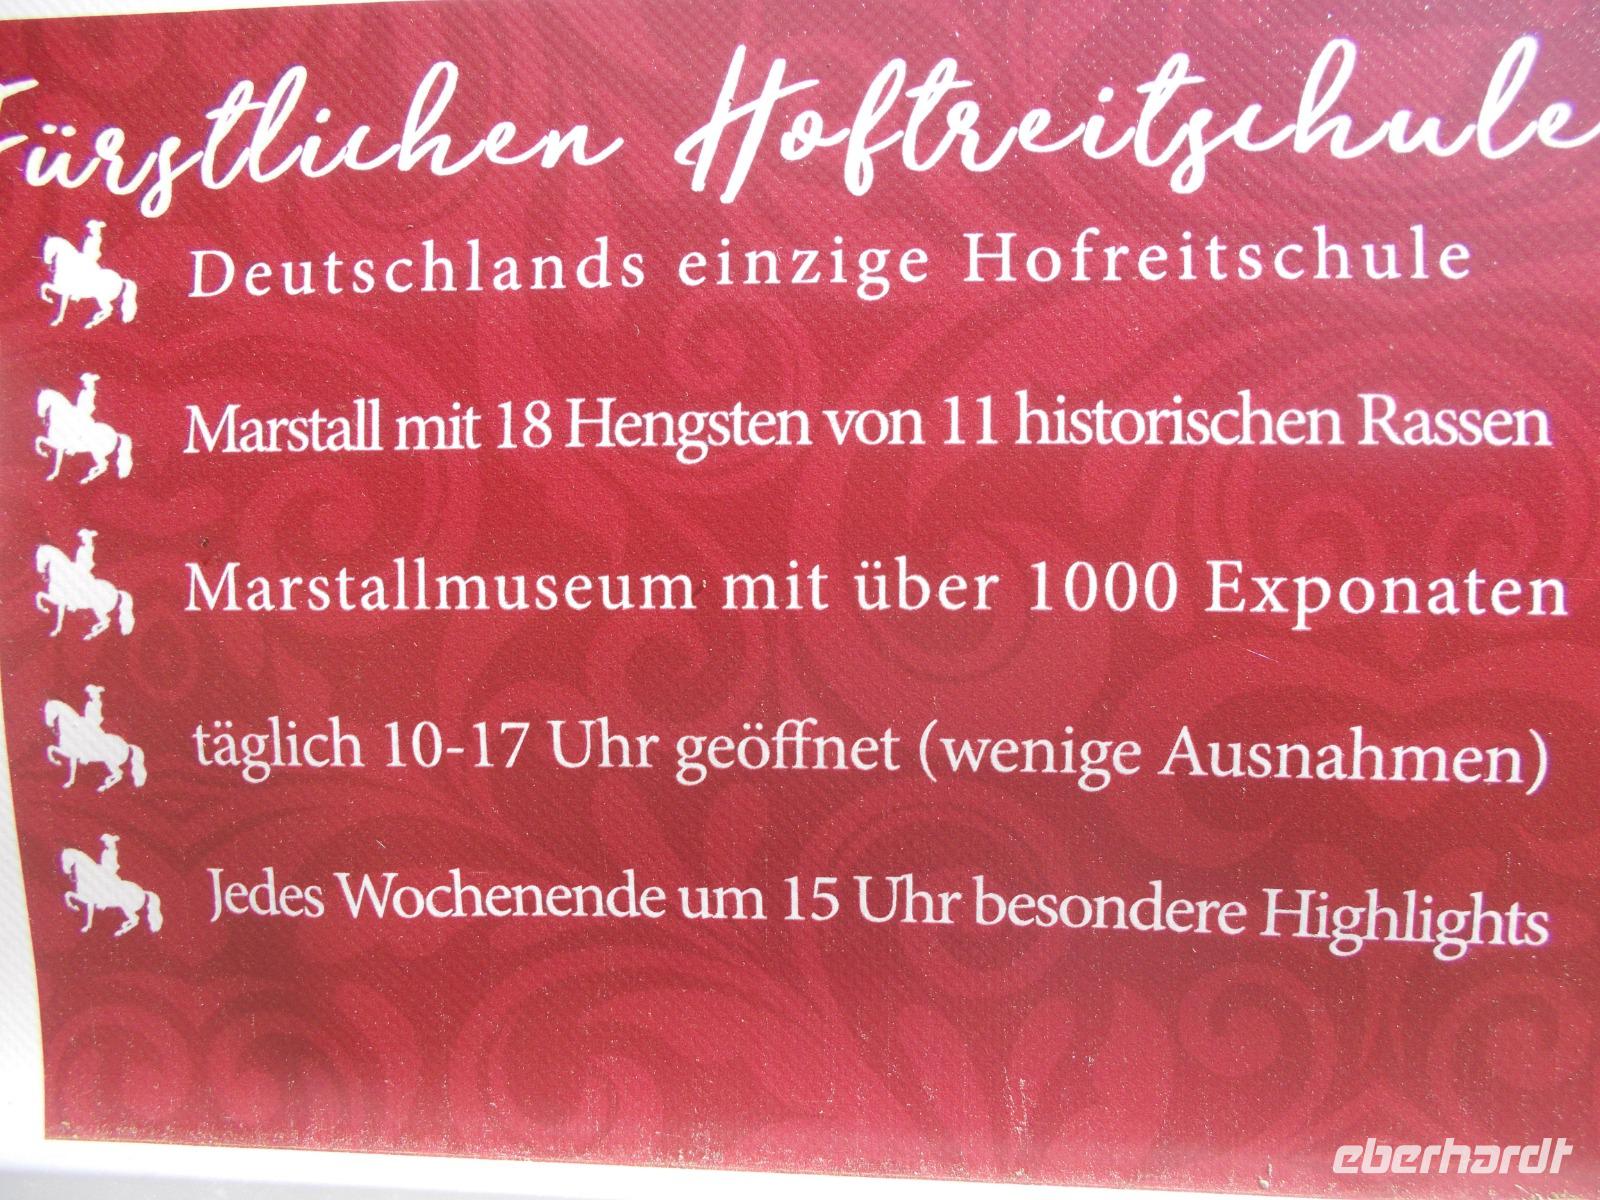 Fürstlichen Hofreitschule
Deutschlands einzige Hofreitschule
Marstall mit 18 Hengsten von 11 historischen Rassen
Marstallmuseum mit über 1000 Exponaten
täglich 10-17 Uhr geöffnet (wenige Ausnahmen)
Jedes Wochenende um 15 Uhr besondere Highlights
eberhardt